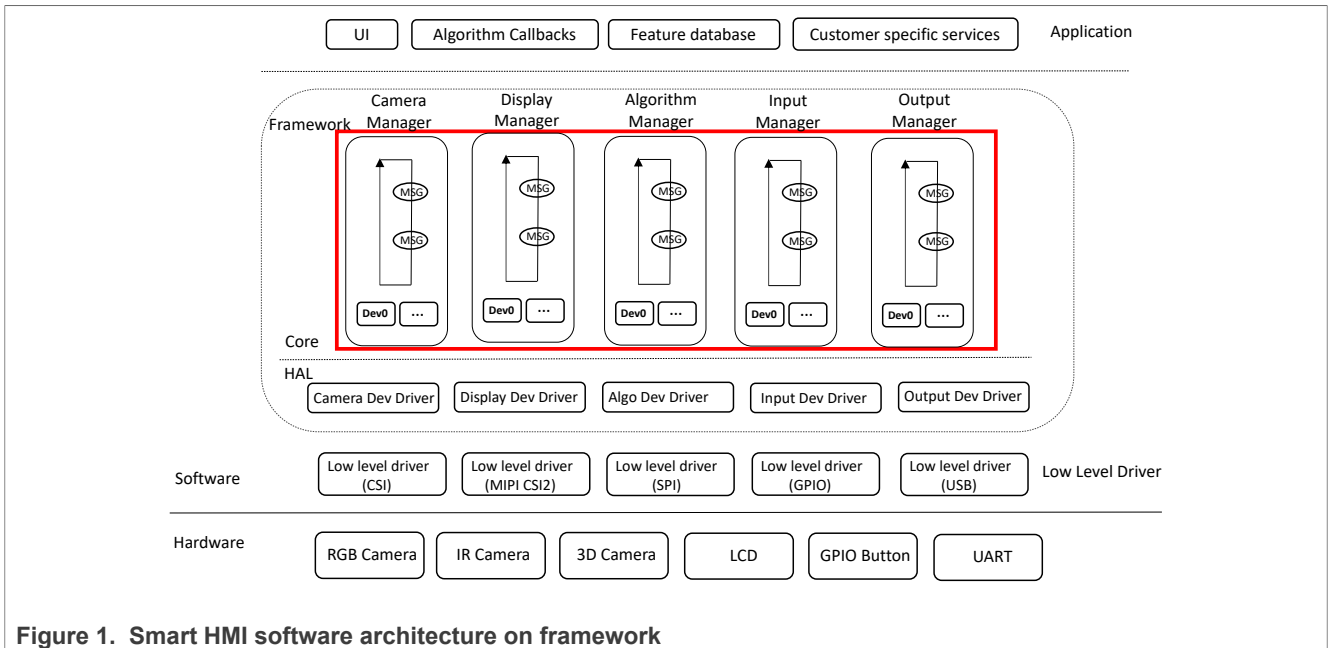 UI Algorithm Callbacks Feature database Customer specific services Application
Camera Manager Display Manager Algorithm Manager Input Manager Output Manager
Framework
MSG MSG MSG MSG MSG
MSG MSG MSG MSG MSG
Dev0 ... Dev0 ... Dev0 ... Dev0 ... Dev0 ...
Core
HAL
Camera Dev Driver Display Dev Driver Algo Dev Driver Input Dev Driver Output Dev Driver
Software
Low level driver (CSI) Low level driver (MIPI CSI2) Low level driver (SPI) Low level driver (GPIO) Low level driver (USB) Low Level Driver
Hardware
RGB Camera IR Camera 3D Camera LCD GPIO Button UART
Figure 1. Smart HMI software architecture on framework